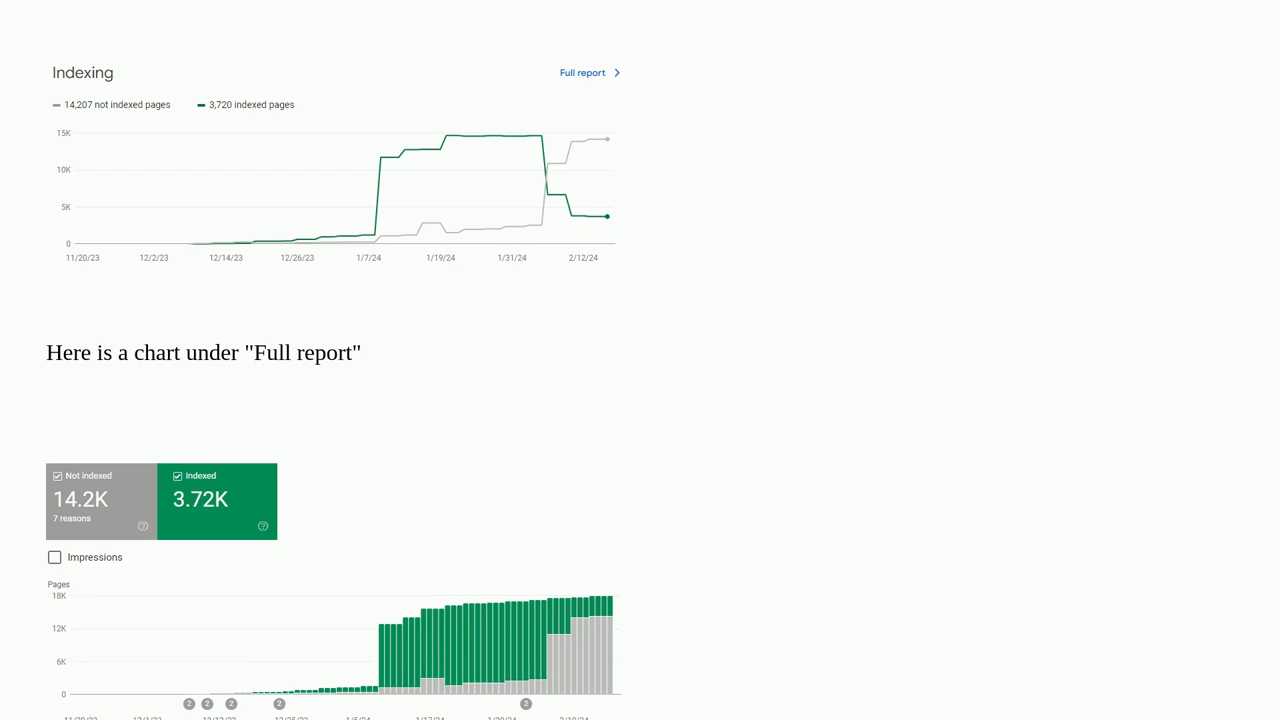 Indexing
Full report
14,207 not indexed pages 3,720 indexed pages
15K
10K
5K
0
11/20/23 12/2/23 12/14/23 12/26/23 1/7/24 1/19/24 1/31/24 2/12/24
Here is a chart under "Full report"
Not indexed Indexed
14.2K 3.72K
7 reasons
Impressions
Pages
18K
12K
6K
0
2 2 2 2 2